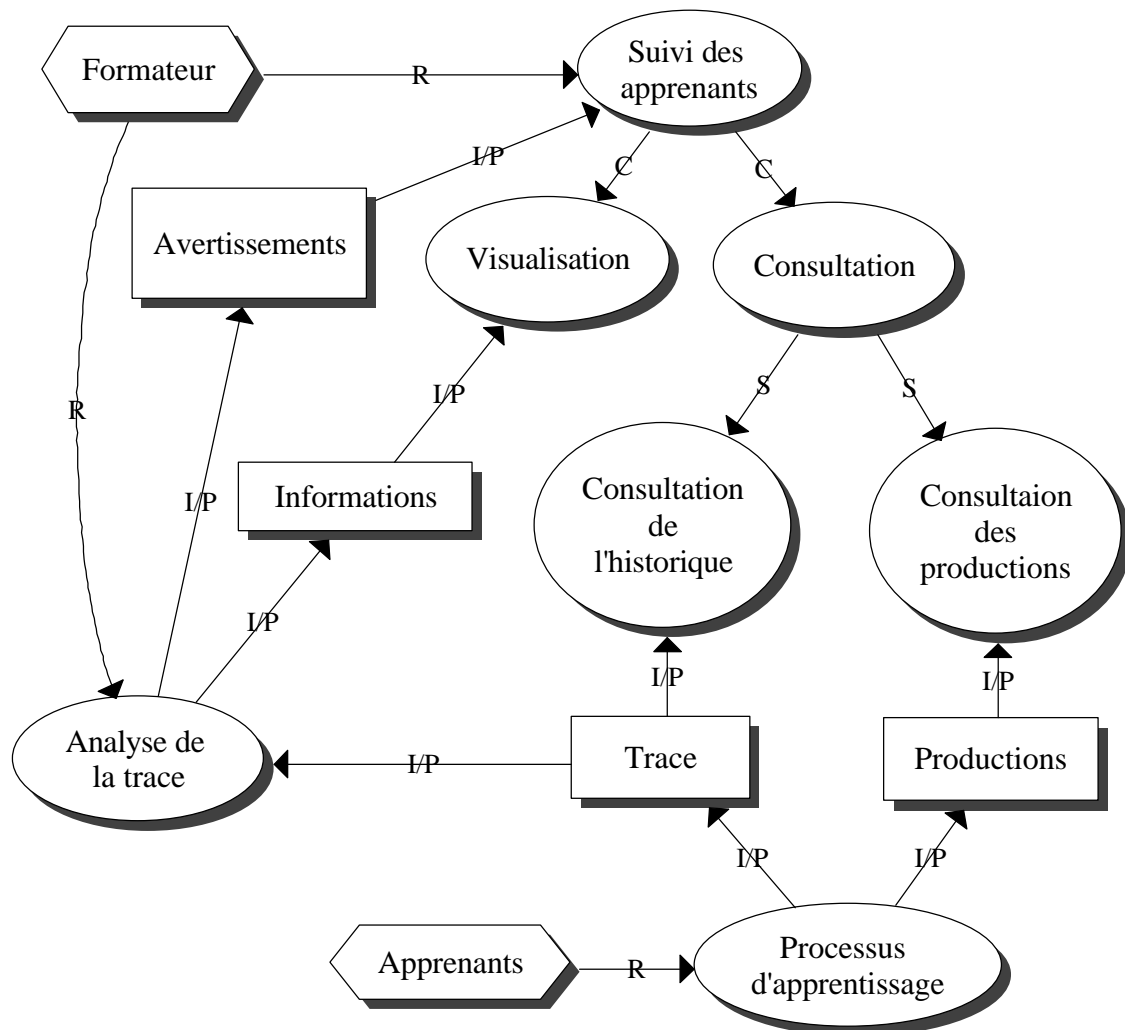 Formateur
R
Suivi des
apprenants
I/P
C
C
Avertissements
Visualisation
Consultation
I/P
S
S
R
I/P
Informations
Consultation
de
l'historique
Consultaion
des
productions
I/P
I/P
I/P
Analyse de
la trace
I/P
Trace
Productions
I/P
I/P
Apprenants
R
Processus
d'apprentissage